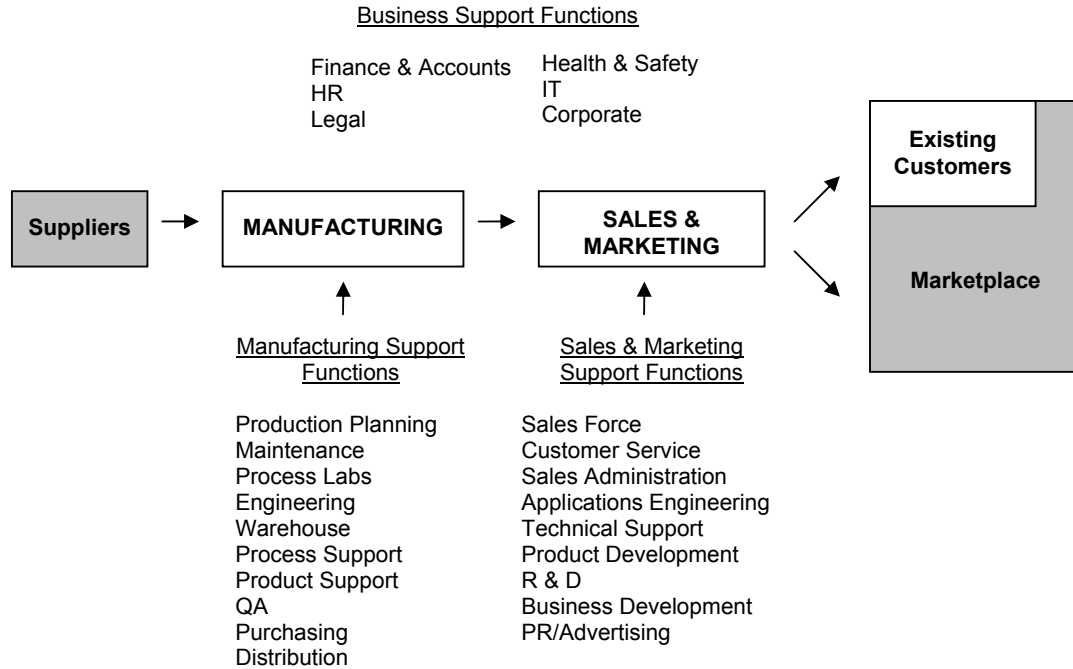 Business Support Functions
Finance & Accounts
HR
Legal
Health & Safety
IT
Corporate
Existing
Customers
Suppliers
MANUFACTURING
SALES &
MARKETING
Marketplace
Manufacturing Support
Functions
Sales & Marketing
Support Functions
Production Planning
Maintenance
Process Labs
Engineering
Warehouse
Process Support
Product Support
QA
Purchasing
Distribution
Sales Force
Customer Service
Sales Administration
Applications Engineering
Technical Support
Product Development
R & D
Business Development
PR/Advertising